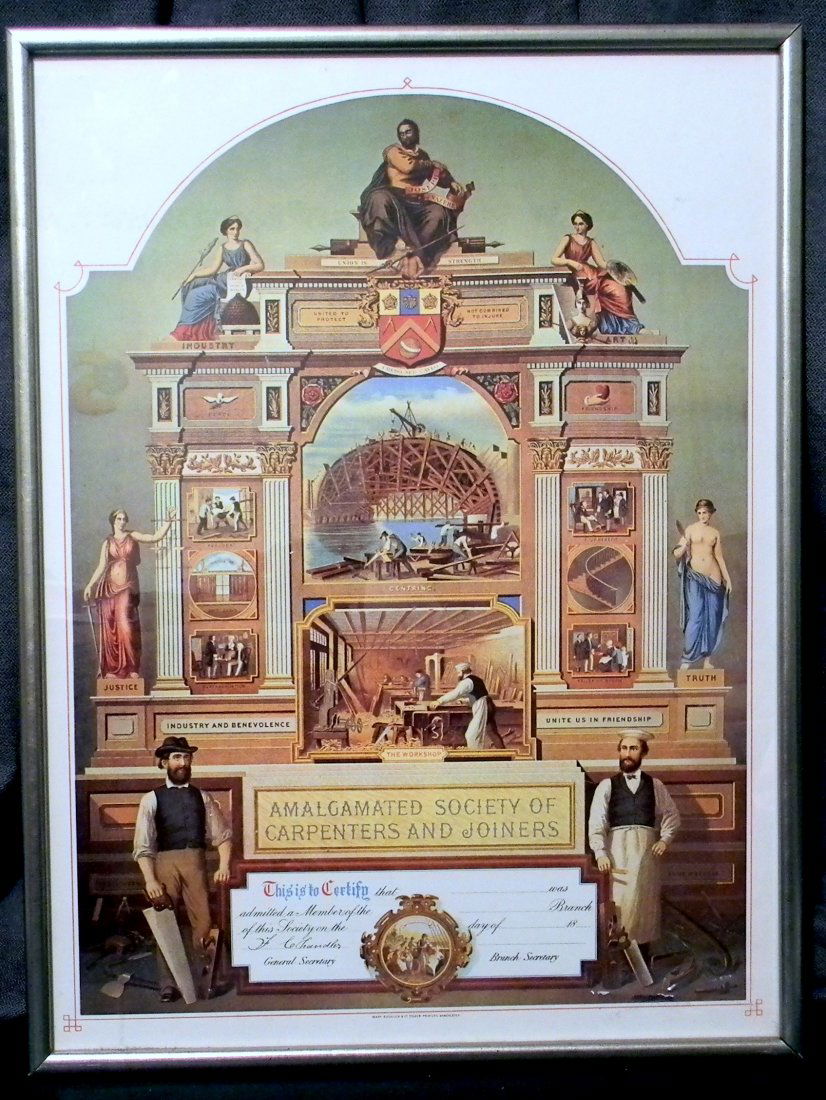 UNION IS STRENGTH
INDUSTRY
UNITED TO
PROTECT
NOT COMBINED
TO INJURE
ART
PEACE
FRIENDSHIP
CENTRING
JUSTICE
TRUTH
INDUSTRY AND BENEVOLENCE
UNITE US IN FRIENDSHIP
THE WORKSHOP
AMALGAMATED SOCIETY OF
CARPENTERS AND JOINERS
This is to Certify that was
admitted a Member of the Branch
of this Society on the day of 18
F. Chandler
General Secretary Branch Secretary